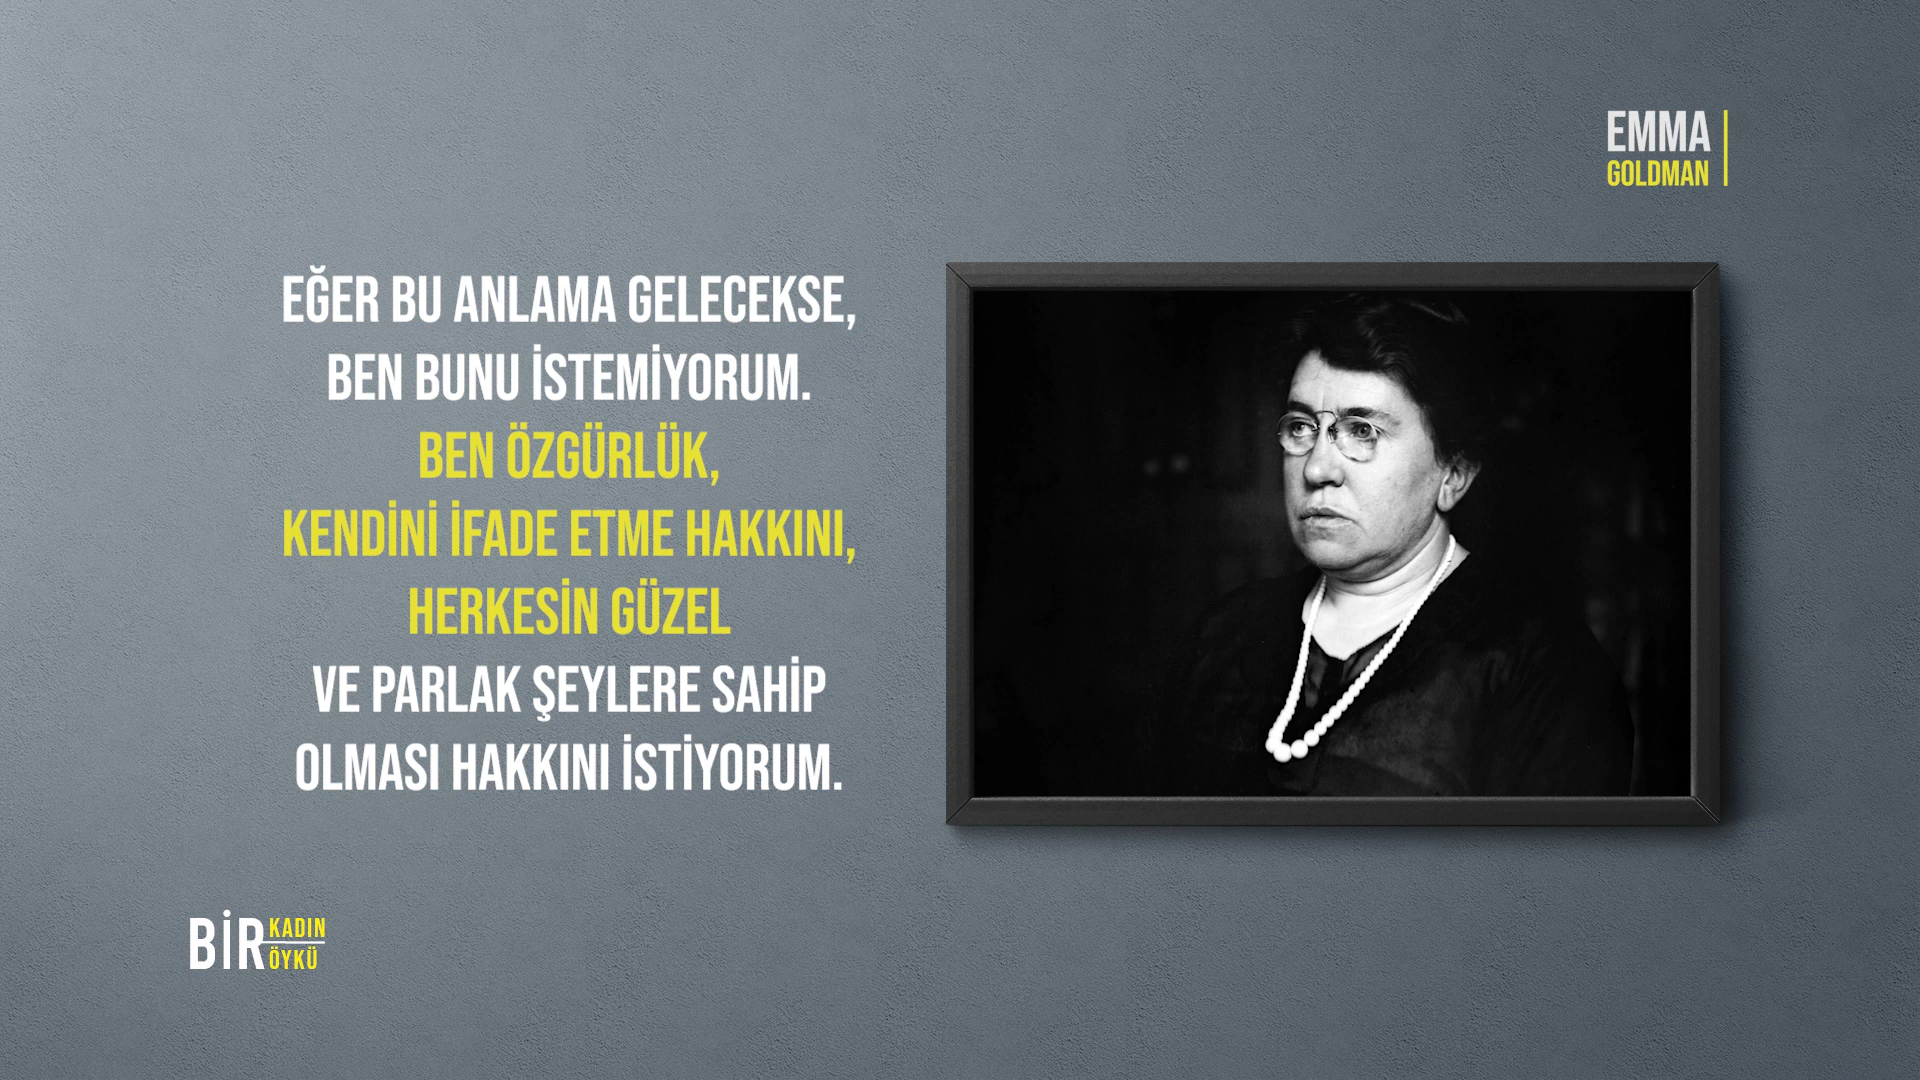 EMMA
GOLDMAN
EĞER BU ANLAMA GELECEKSE,
BEN BUNU İSTEMİYORUM.
BEN ÖZGÜRLÜK,
KENDİNİ İFADE ETME HAKKINI,
HERKESİN GÜZEL
VE PARLAK ŞEYLERE SAHİP
OLMASI HAKKINI İSTİYORUM.
BİR KADIN
ÖYKÜ